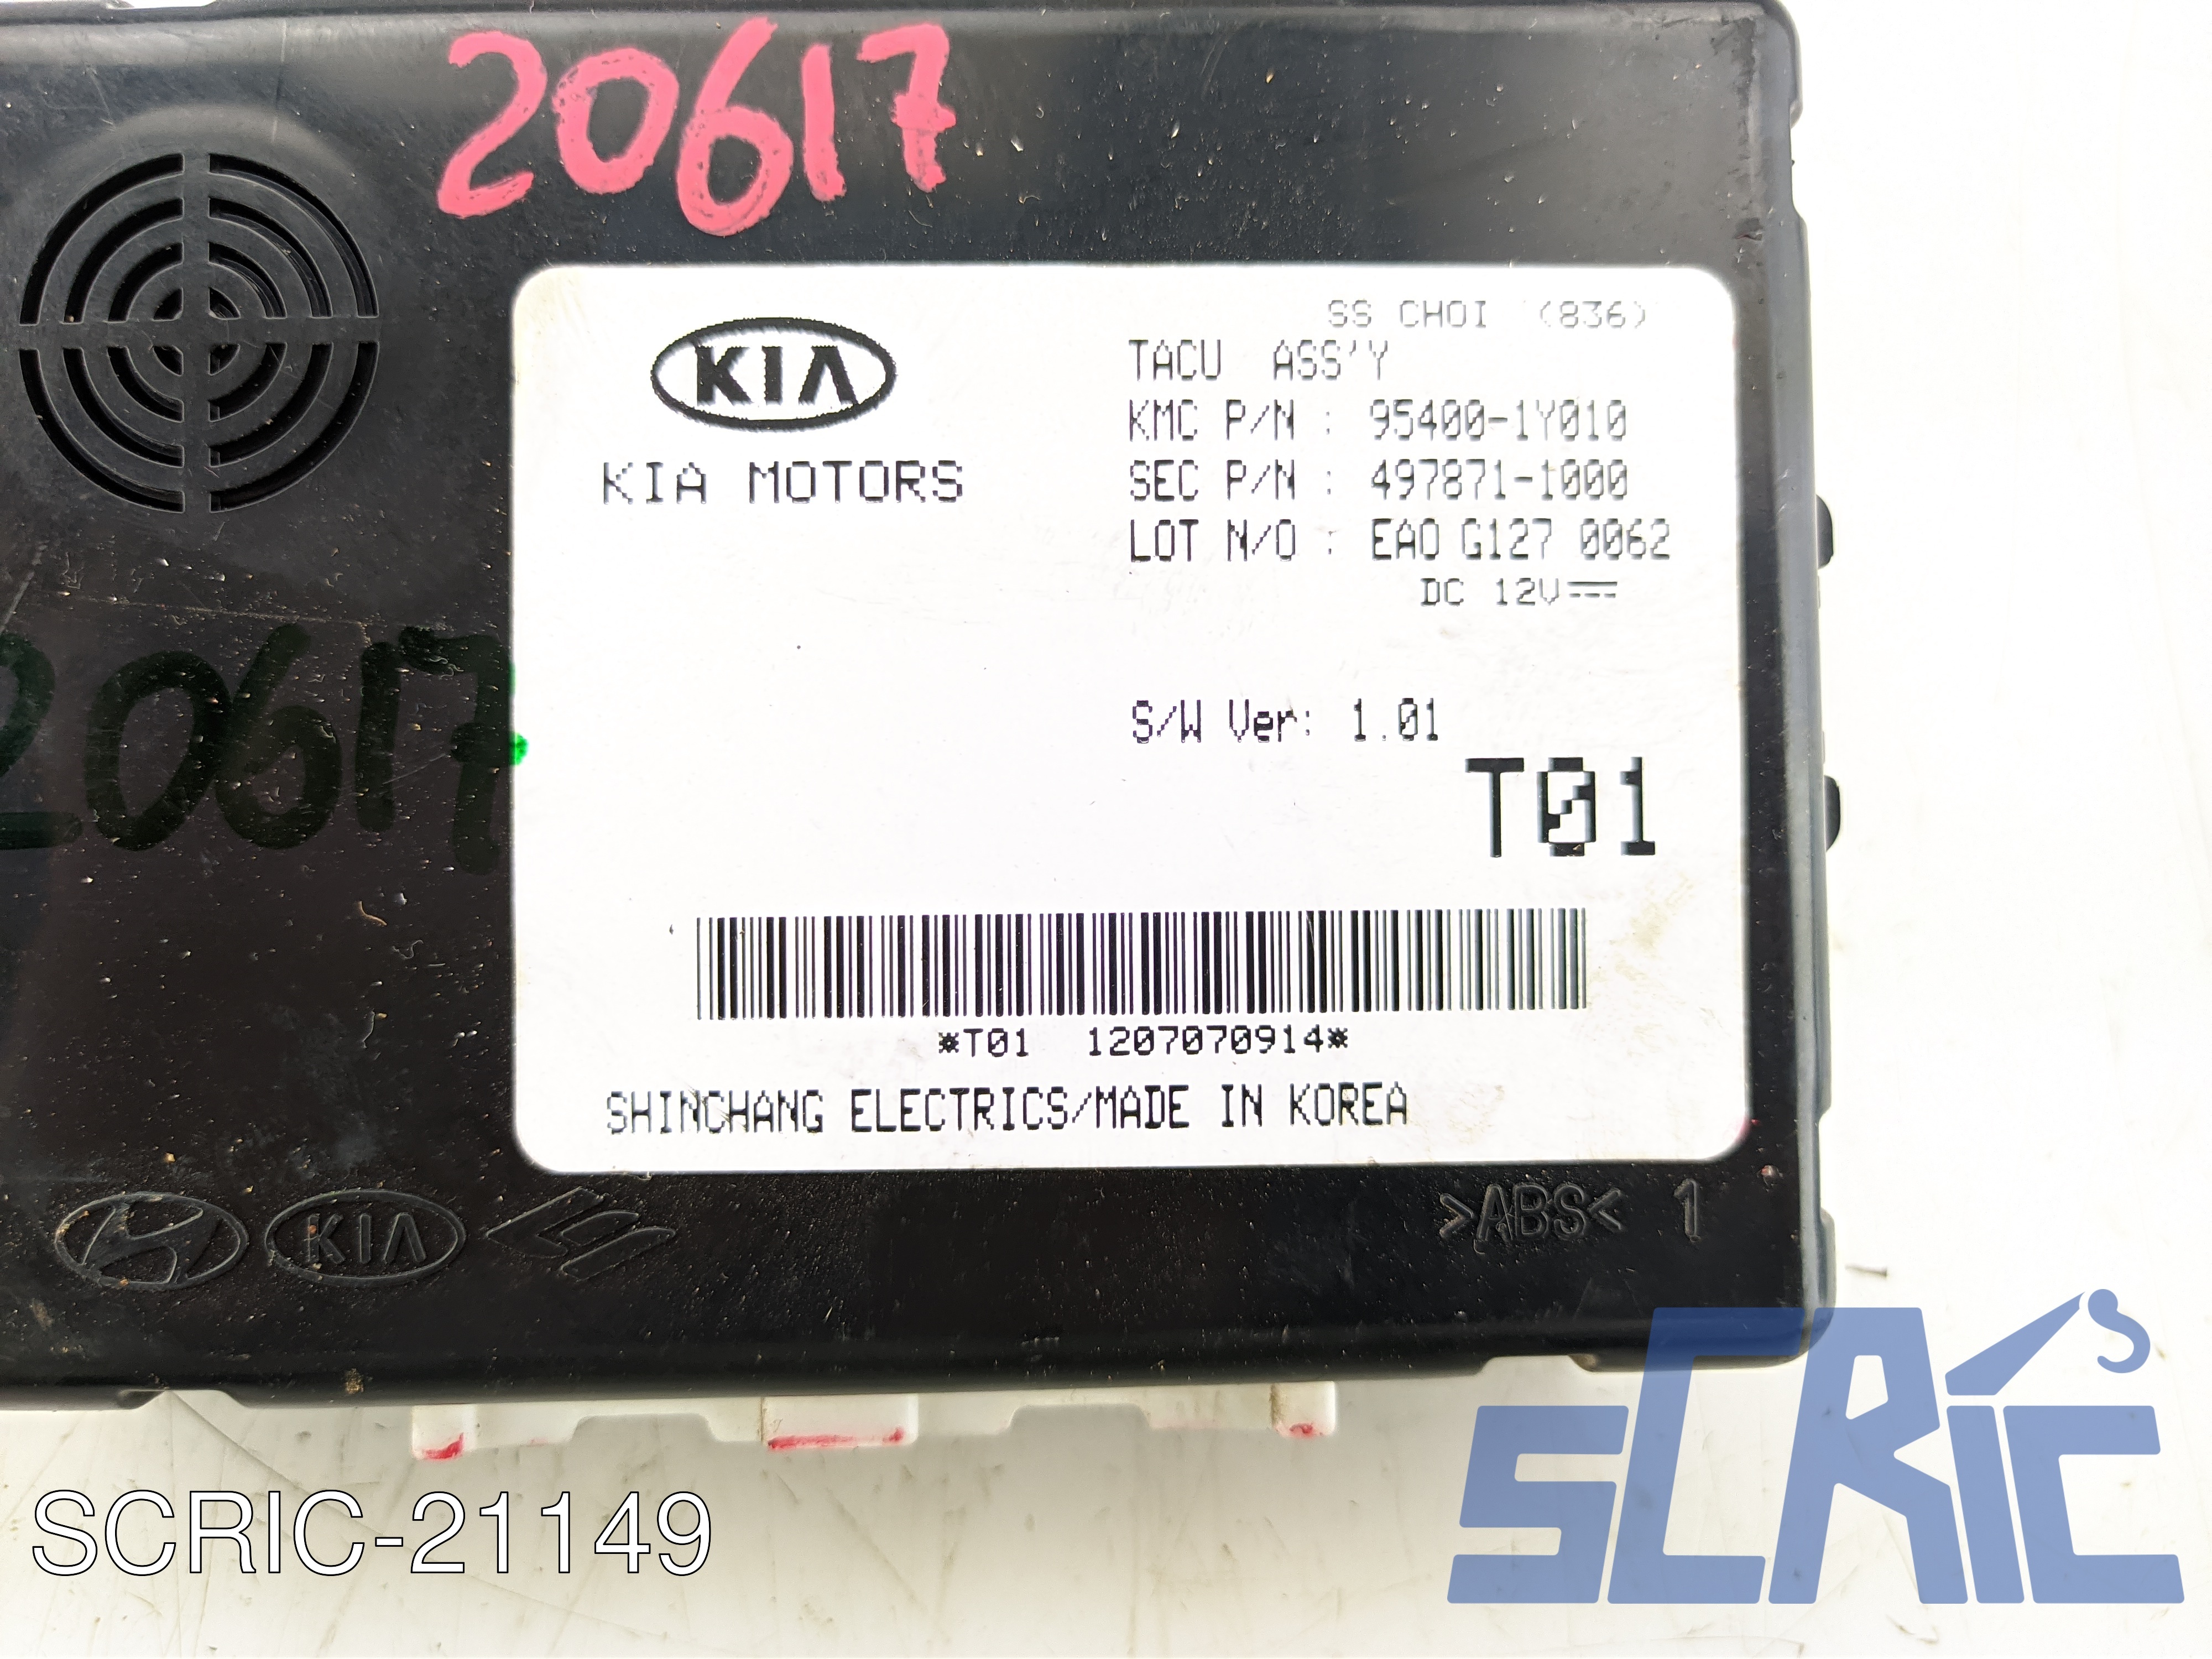 20617
SS CHOI (836)
KIA
TACU ASS'Y
KMC P/N : 95400-1Y010
KIA MOTORS
SEC P/N : 497871-1000
LOT N/O : EAO G127 0062
DC 12V
20617
S/W Ver: 1.01
T01
*T01 1207070914*
SHINCHANG ELECTRICS/MADE IN KOREA
KIA
>ABS< 1
SCRIC
SCRIC-21149